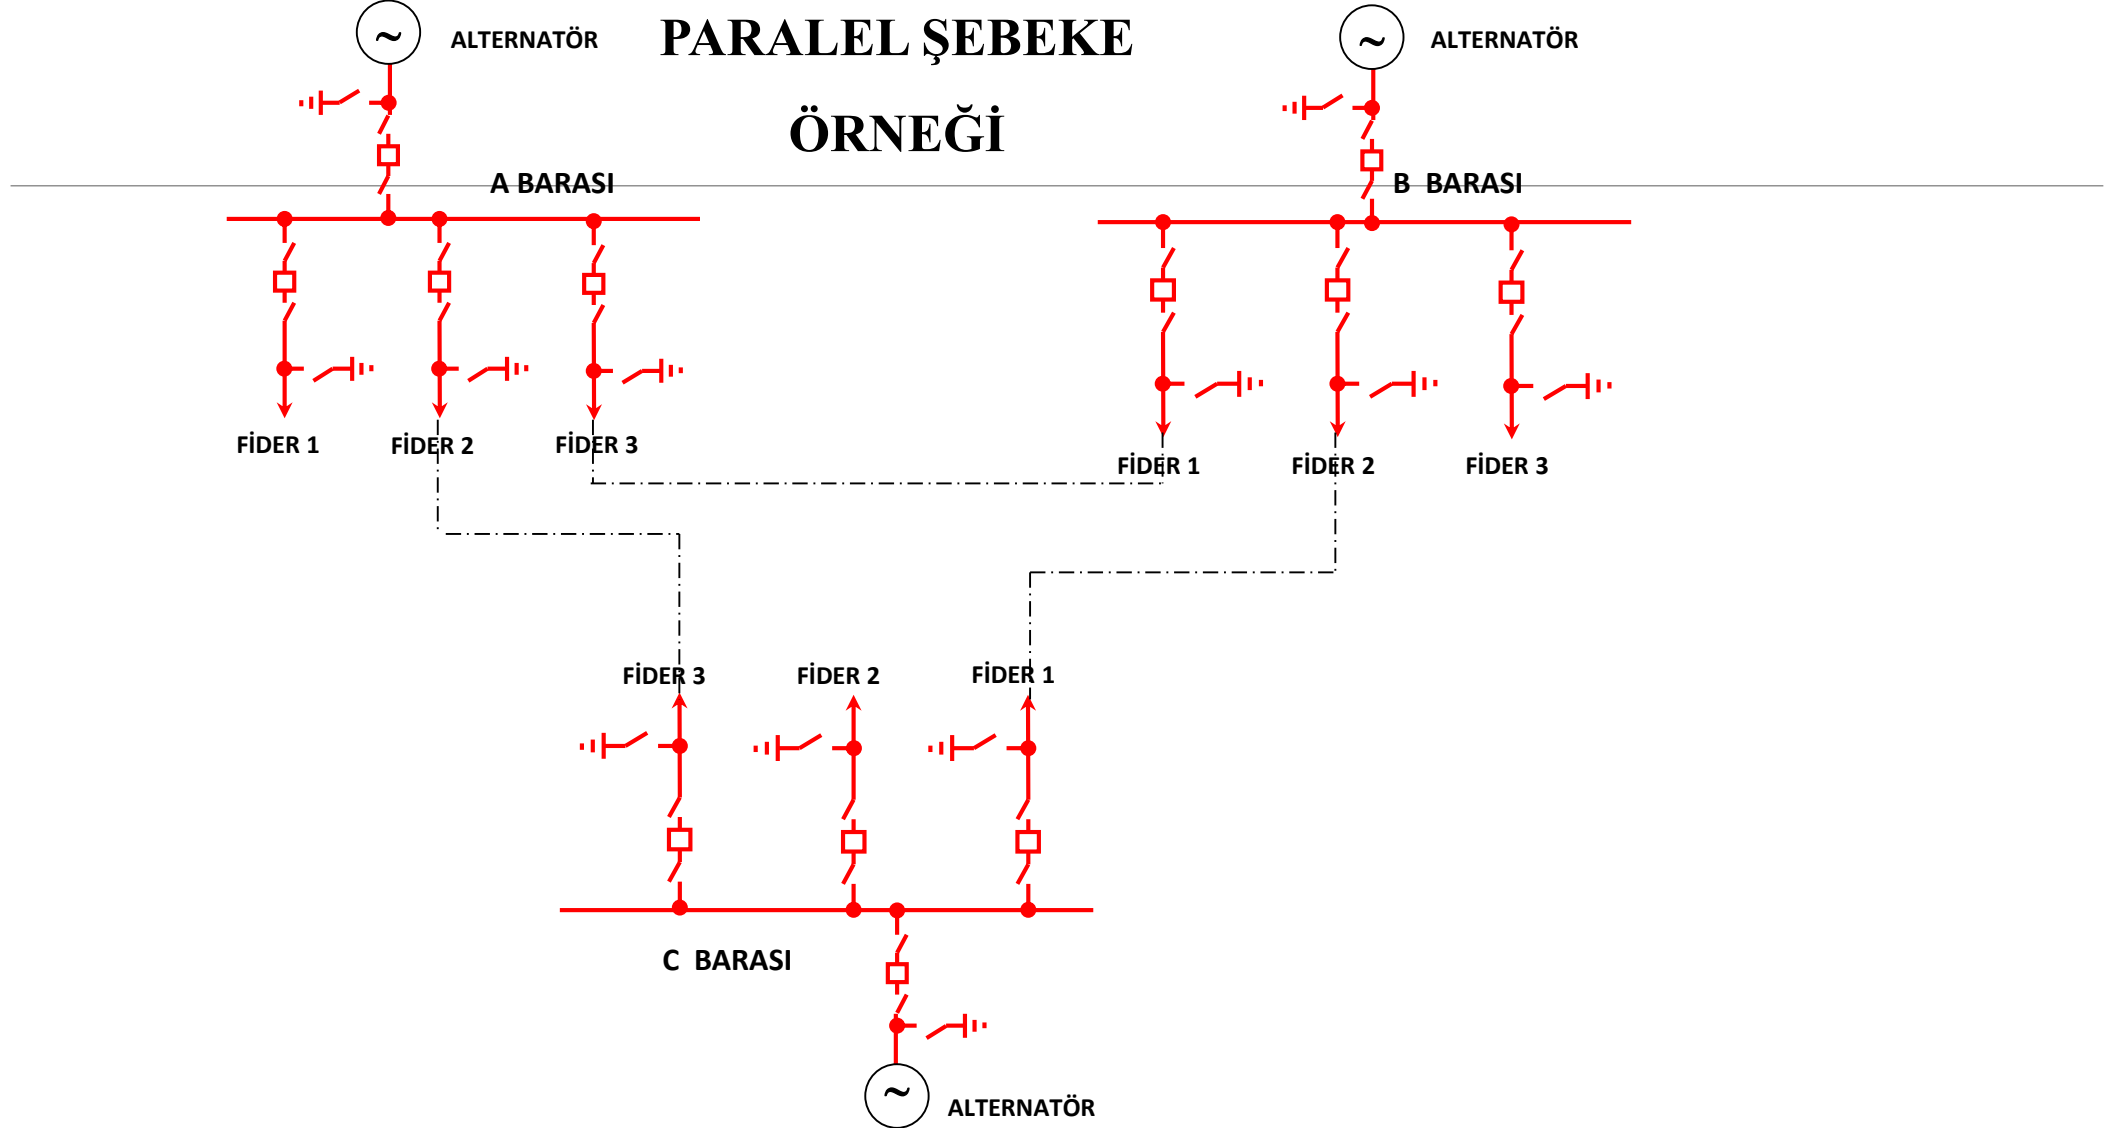 ALTERNATÖR
PARALEL ŞEBEKE
ÖRNEĞİ
ALTERNATÖR
A BARASI
B BARASI
FİDER 1
FİDER 2
FİDER 3
FİDER 1
FİDER 2
FİDER 3
FİDER 3
FİDER 2
FİDER 1
C BARASI
ALTERNATÖR